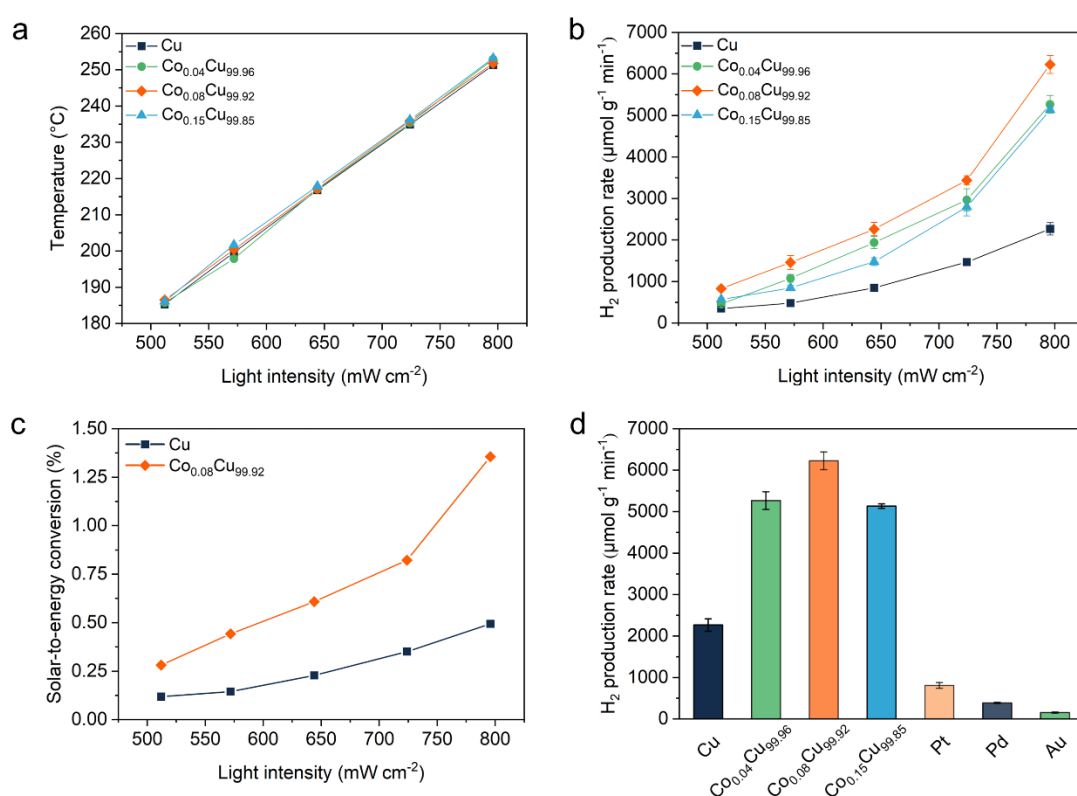 a
Cu
Co0.04Cu99.96
Co0.08Cu99.92
Co0.15Cu99.85
260
250
240
230
220
210
200
190
180
Temperature (°C)
500 550 600 650 700 750 800
Light intensity (mW cm-2)
b
Cu
Co0.04Cu99.96
Co0.08Cu99.92
Co0.15Cu99.85
7000
6000
5000
4000
3000
2000
1000
0
H2 production rate (μmol g-1 min-1)
500 550 600 650 700 750 800
Light intensity (mW cm-2)
c
Cu
Co0.08Cu99.92
1.50
1.25
1.00
0.75
0.50
0.25
0.00
Solar-to-energy conversion (%)
500 550 600 650 700 750 800
Light intensity (mW cm-2)
d
7000
6000
5000
4000
3000
2000
1000
0
H2 production rate (μmol g-1 min-1)
Cu
Co0.04Cu99.96
Co0.08Cu99.92
Co0.15Cu99.85
Pt
Pd
Au